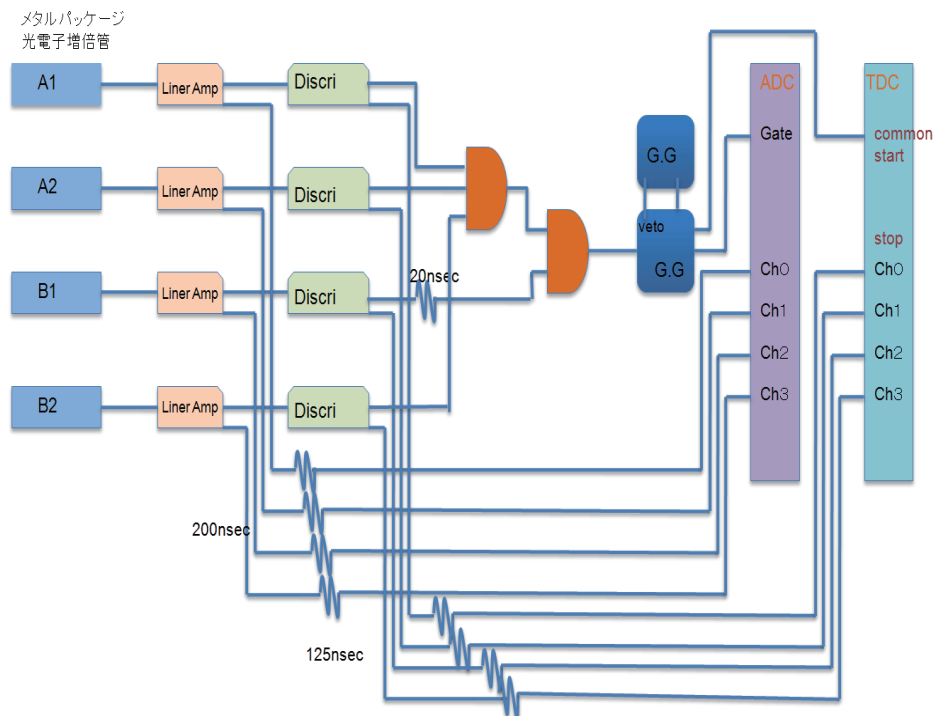 メタルパッケージ
光電子増倍管
A1
Liner Amp
Discri
A2
Liner Amp
Discri
B1
Liner Amp
Discri
B2
Liner Amp
Discri
20nsec
200nsec
125nsec
G.G
veto
G.G
ADC
Gate
Ch0
Ch1
Ch2
Ch3
TDC
common
start
stop
Ch0
Ch1
Ch2
Ch3